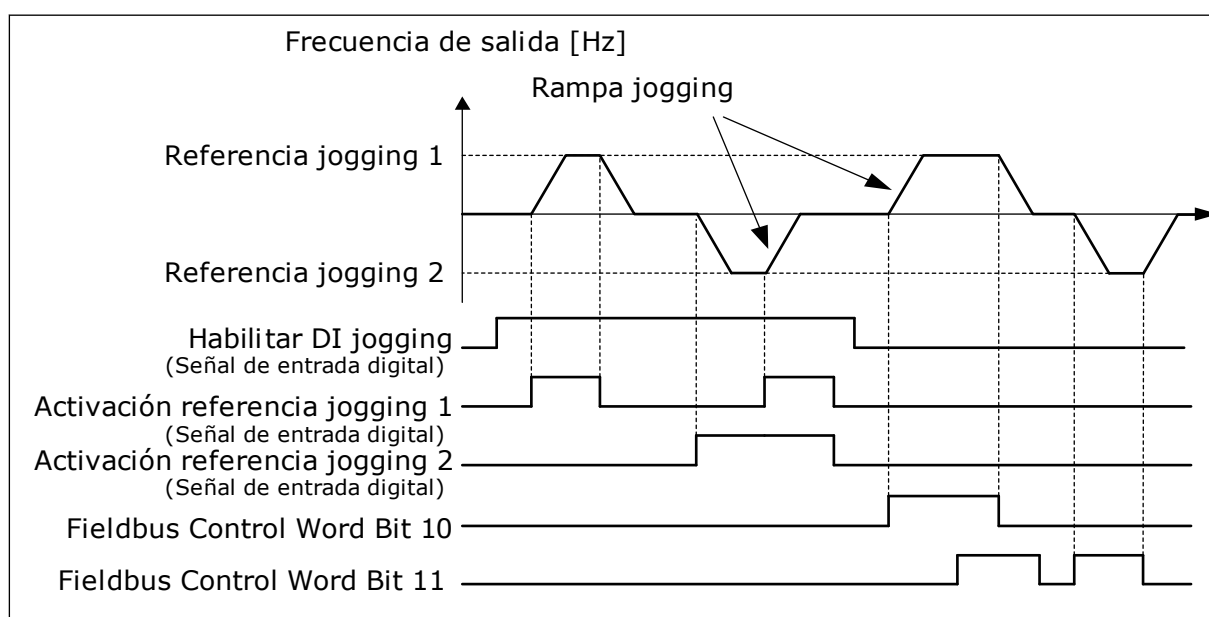 Frecuencia de salida [Hz]
Rampa jogging
Referencia jogging 1
Referencia jogging 2
Habilitar DI jogging
(Señal de entrada digital)
Activación referencia jogging 1
(Señal de entrada digital)
Activación referencia jogging 2
(Señal de entrada digital)
Fieldbus Control Word Bit 10
Fieldbus Control Word Bit 11